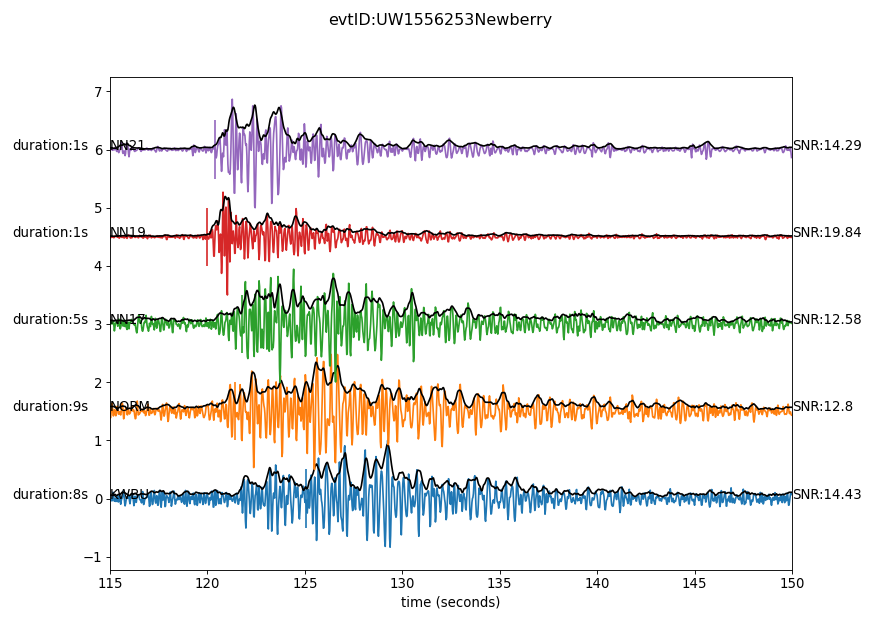 evtID:UW1556253Newberry
7
duration:1s NN21 6 SNR:14.29
5
duration:1s NN19 SNR:19.84
4
duration:5s NN17 3 SNR:12.58
2
duration:9s NORM SNR:12.8
1
duration:8s 0 SNR:14.43
−1
115 120 125 130 135 140 145 150
time (seconds)